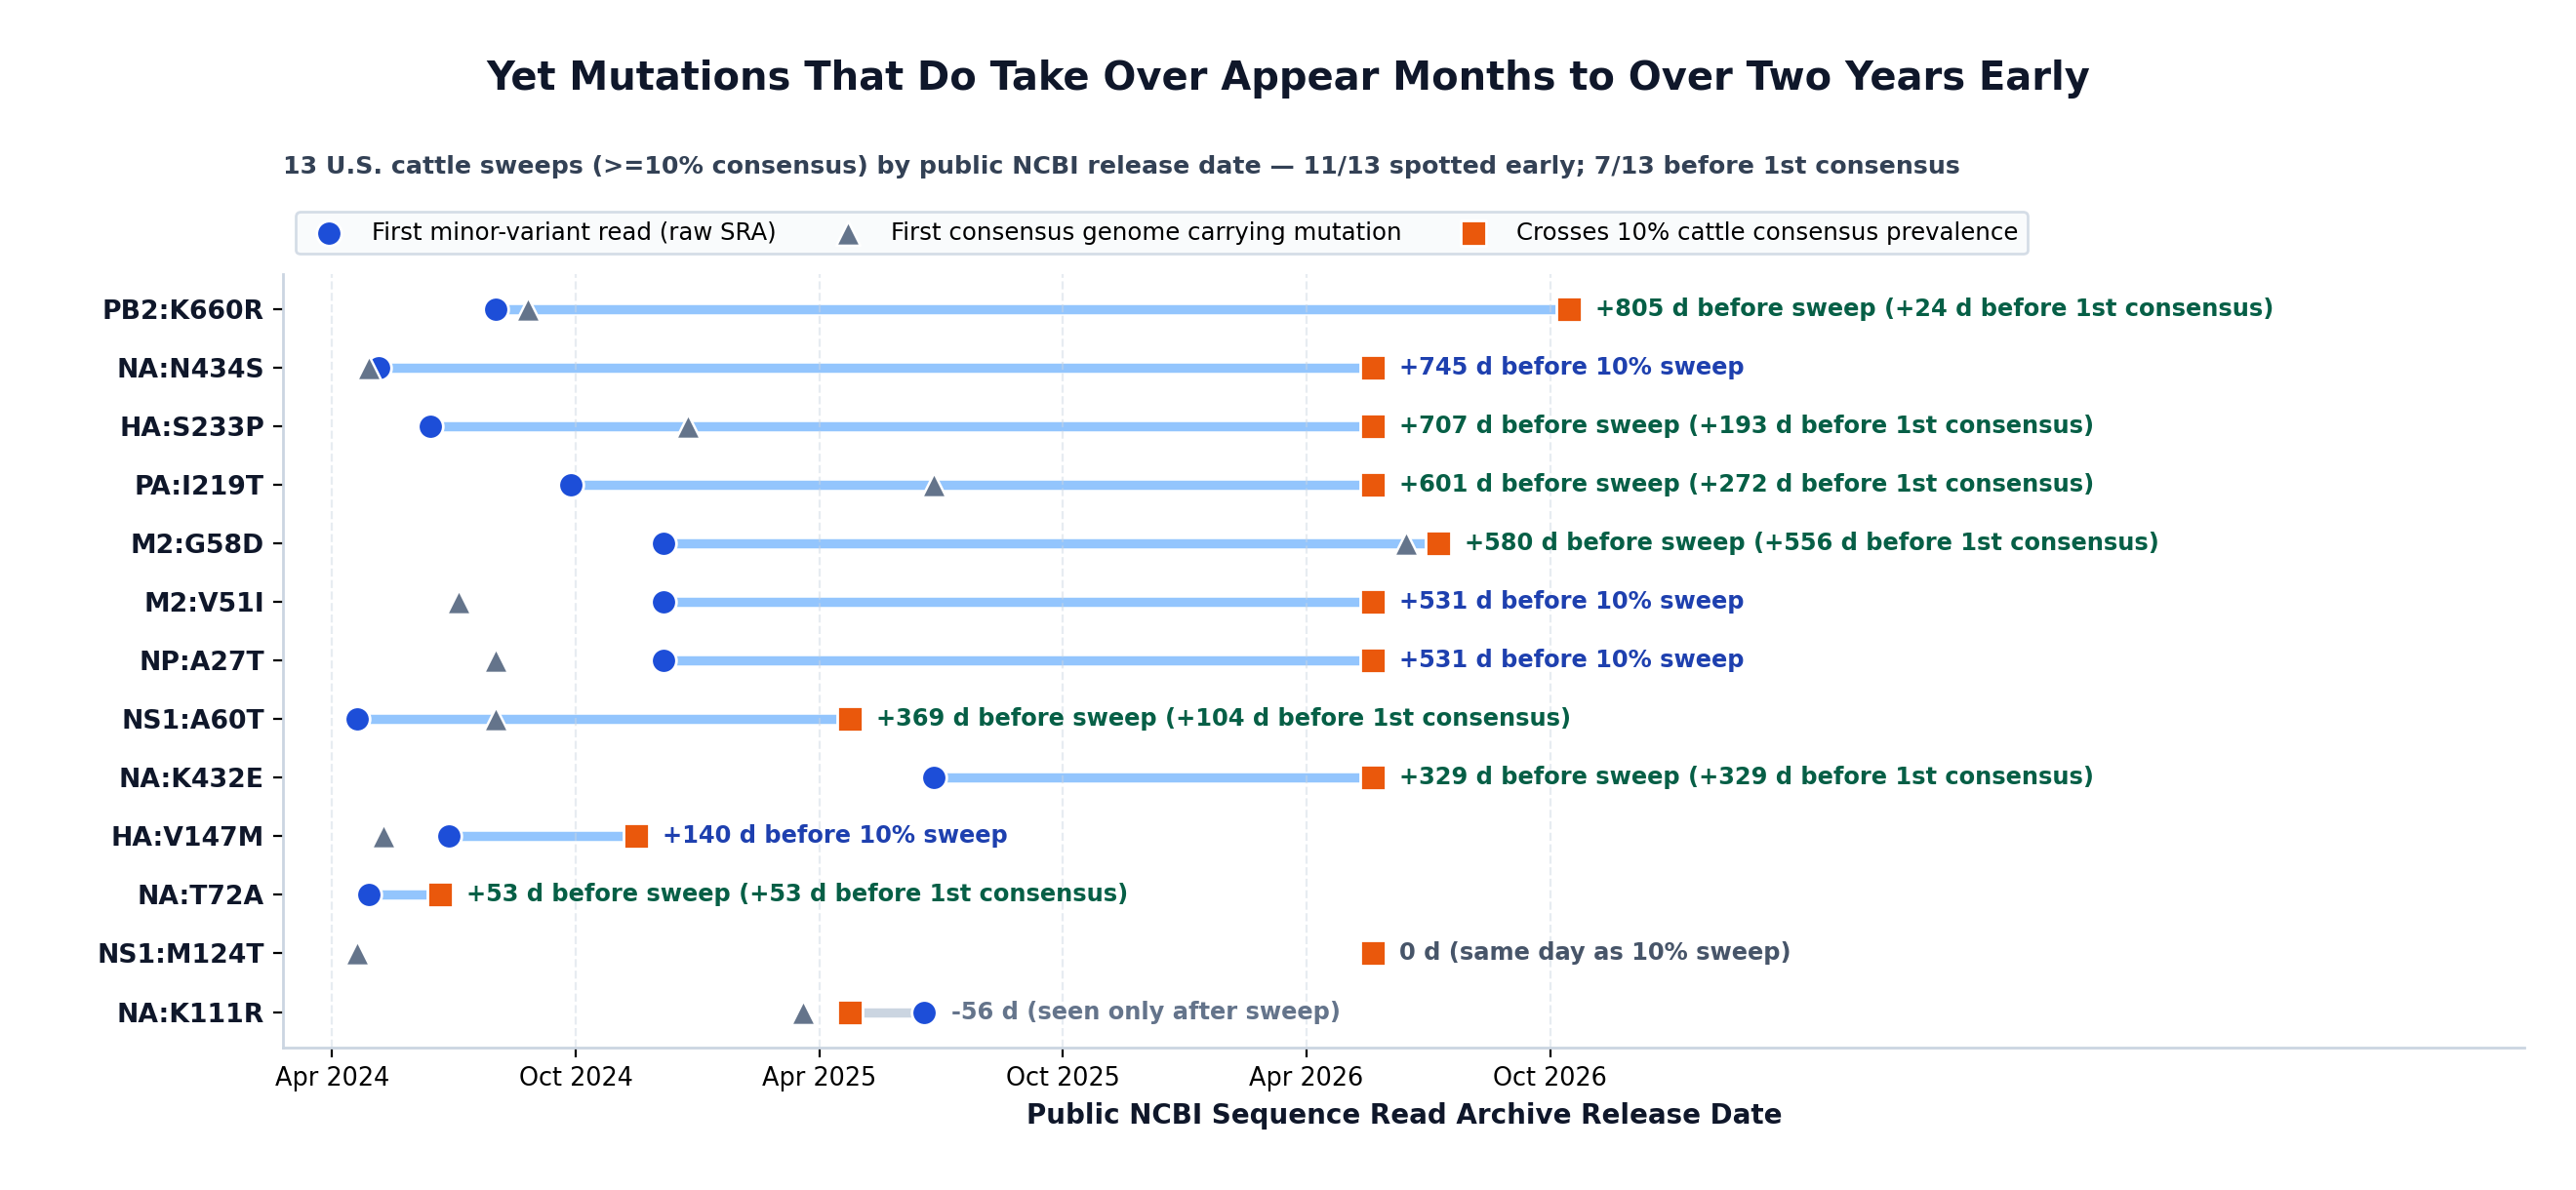 Yet Mutations That Do Take Over Appear Months to Over Two Years Early
13 U.S. cattle sweeps (>=10% consensus) by public NCBI release date — 11/13 spotted early; 7/13 before 1st consensus
First minor-variant read (raw SRA) First consensus genome carrying mutation Crosses 10% cattle consensus prevalence
PB2:K660R +805 d before sweep (+24 d before 1st consensus)
NA:N434S +745 d before 10% sweep
HA:S233P +707 d before sweep (+193 d before 1st consensus)
PA:I219T +601 d before sweep (+272 d before 1st consensus)
M2:G58D +580 d before sweep (+556 d before 1st consensus)
M2:V51I +531 d before 10% sweep
NP:A27T +531 d before 10% sweep
NS1:A60T +369 d before sweep (+104 d before 1st consensus)
NA:K432E +329 d before sweep (+329 d before 1st consensus)
HA:V147M +140 d before 10% sweep
NA:T72A +53 d before sweep (+53 d before 1st consensus)
NS1:M124T 0 d (same day as 10% sweep)
NA:K111R -56 d (seen only after sweep)
Apr 2024 Oct 2024 Apr 2025 Oct 2025 Apr 2026 Oct 2026
Public NCBI Sequence Read Archive Release Date